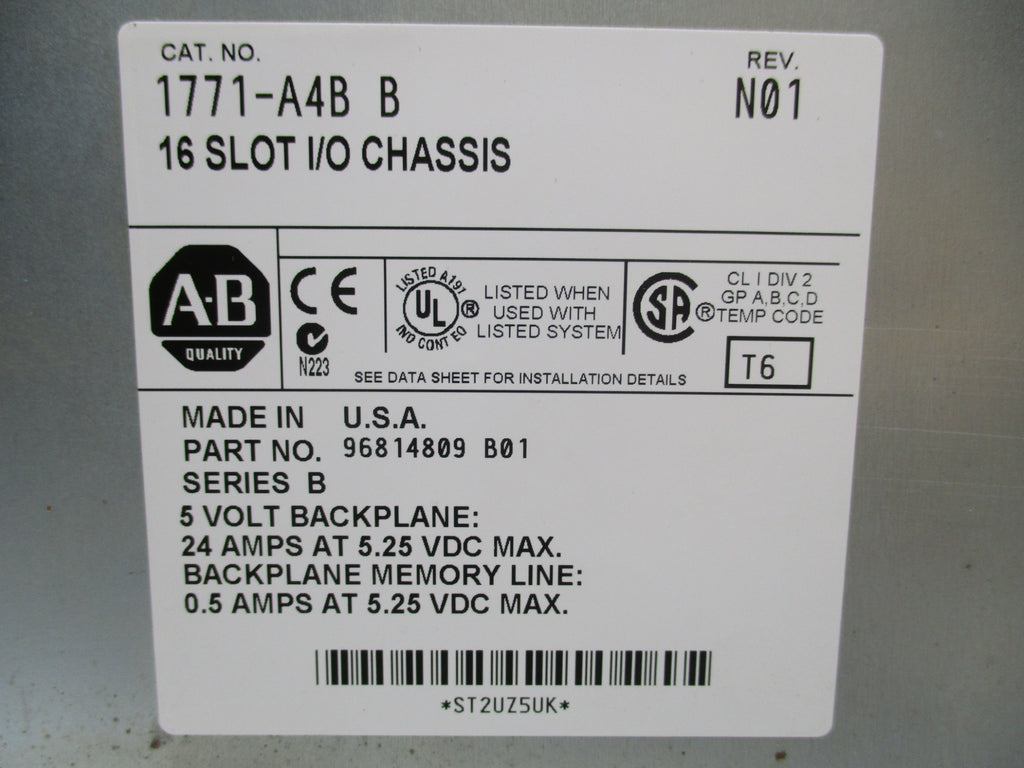 CAT. NO.
REV.
1771-A4B B
N01
16 SLOT I/O CHASSIS
A-B
QUALITY
CE
N223
LISTED A191
UL ®
IND CONT EQ
LISTED WHEN
USED WITH
LISTED SYSTEM
SA ®
CL I DIV 2
GP A,B,C,D
TEMP CODE
T6
SEE DATA SHEET FOR INSTALLATION DETAILS
MADE IN U.S.A.
PART NO. 96814809 B01
SERIES B
5 VOLT BACKPLANE:
24 AMPS AT 5.25 VDC MAX.
BACKPLANE MEMORY LINE:
0.5 AMPS AT 5.25 VDC MAX.
*ST2UZ5UK*